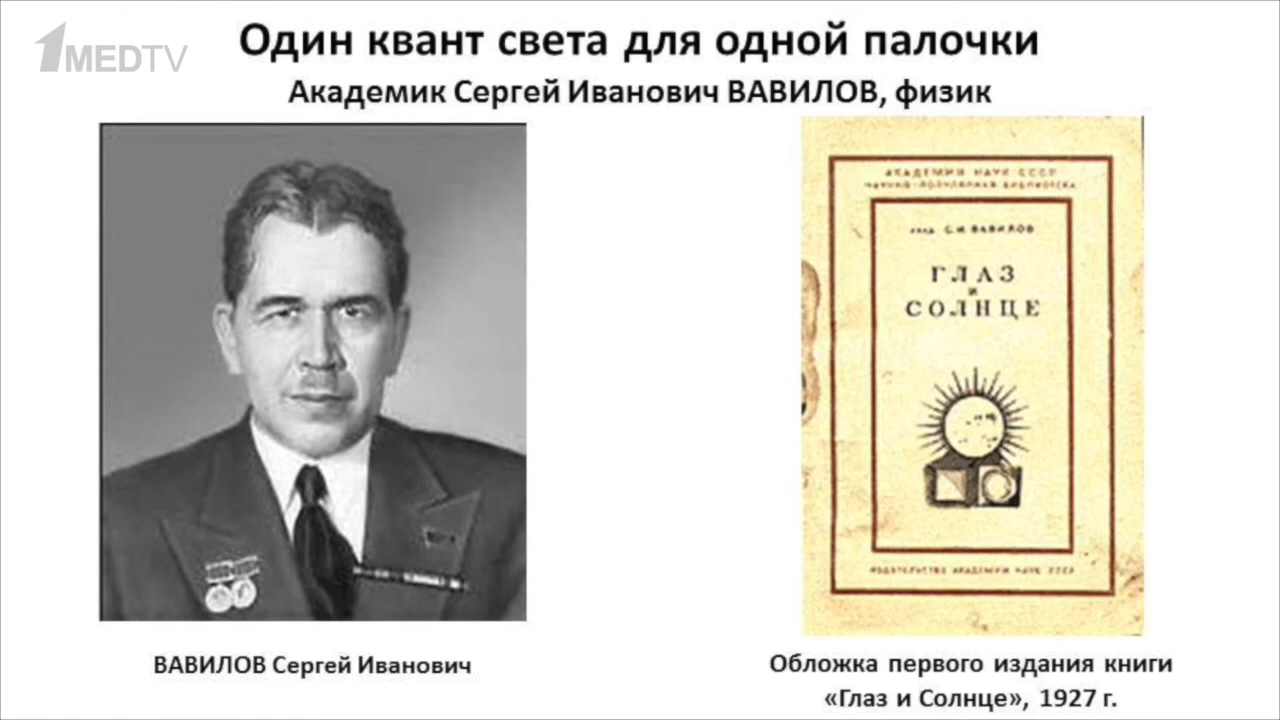 1MEDTV
Один квант света для одной палочки
Академик Сергей Иванович ВАВИЛОВ, физик
АКАДЕМИЯ НАУК СССР
НАУЧНО-ПОПУЛЯРНАЯ БИБЛИОТЕКА
АКАД. С.И. ВАВИЛОВ
ГЛАЗ
И
СОЛНЦЕ
ИЗДАТЕЛЬСТВО АКАДЕМИИ НАУК СССР
ВАВИЛОВ Сергей Иванович
Обложка первого издания книги
«Глаз и Солнце», 1927 г.